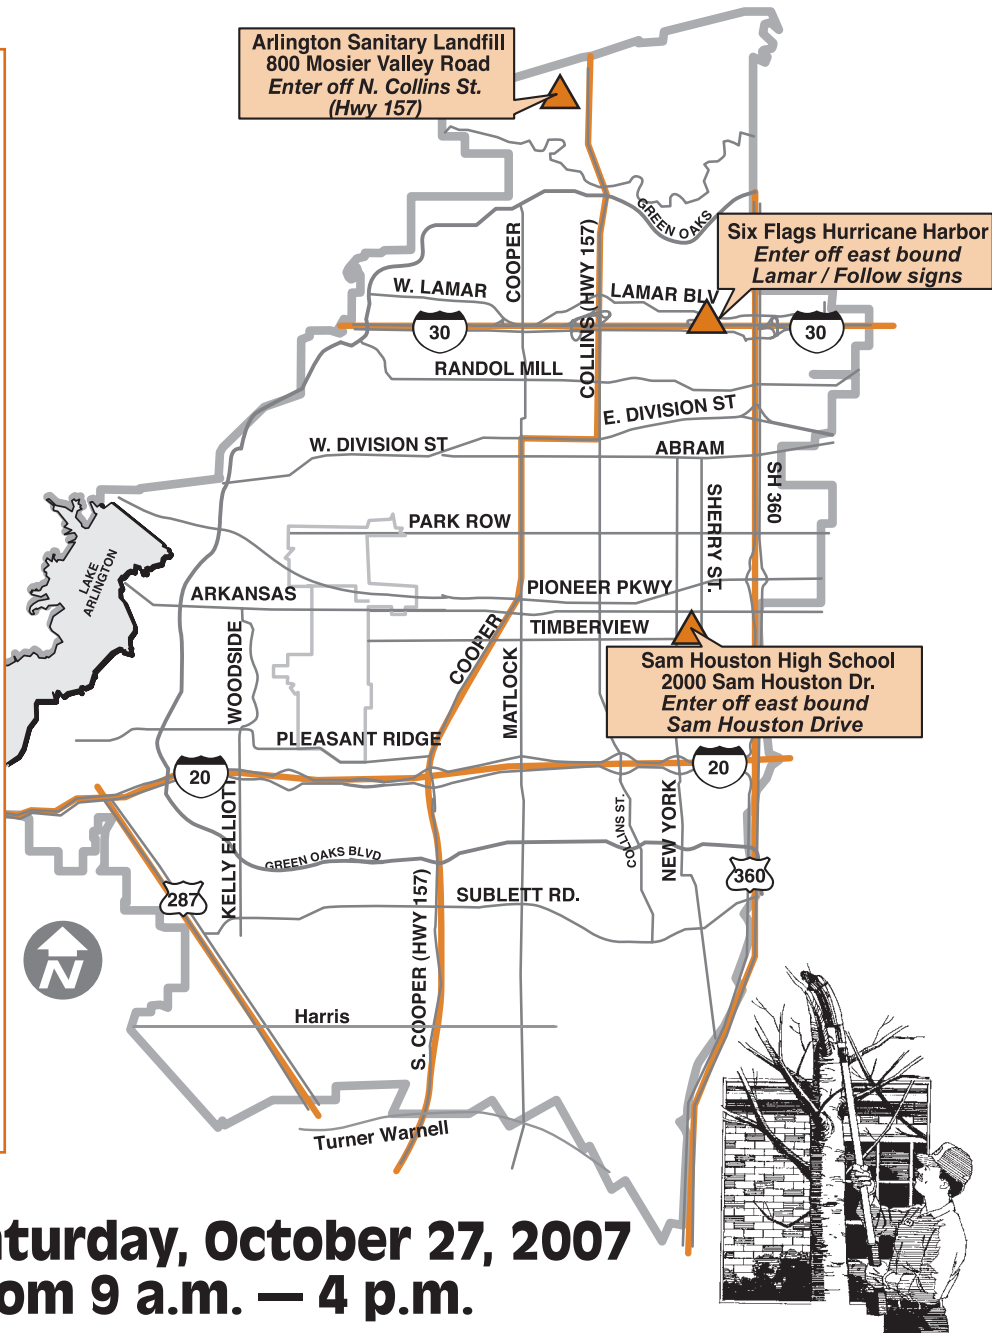 Arlington Sanitary Landfill
800 Mosier Valley Road
Enter off N. Collins St.
(Hwy 157)
GREEN OAKS
Six Flags Hurricane Harbor
Enter off east bound
Lamar / Follow signs
COOPER
COLLINS (HWY 157)
W. LAMAR
LAMAR BLV
30
30
RANDOL MILL
E. DIVISION ST
W. DIVISION ST
ABRAM
SH 360
SHERRY ST.
PARK ROW
LAKE
ARLINGTON
ARKANSAS
PIONEER PKWY
TIMBERVIEW
WOODSIDE
COOPER
MATLOCK
Sam Houston High School
2000 Sam Houston Dr.
Enter off east bound
Sam Houston Drive
PLEASANT RIDGE
20
20
KELLY ELLIOTT
COLLINS ST.
NEW YORK
GREEN OAKS BLVD
360
287
SUBLETT RD.
S. COOPER (HWY 157)
N
Harris
Turner Warnell
aturday, October 27, 2007
om 9 a.m. — 4 p.m.